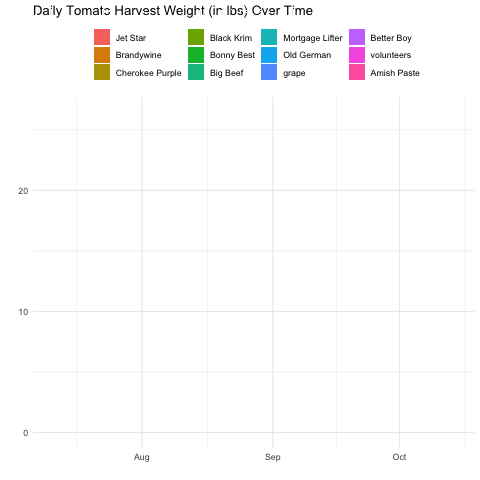 Daily Tomato Harvest Weight (in lbs) Over Time
Jet Star Black Krim Mortgage Lifter Better Boy
Brandywine Bonny Best Old German volunteers
Cherokee Purple Big Beef grape Amish Paste
20
10
0
Aug Sep Oct